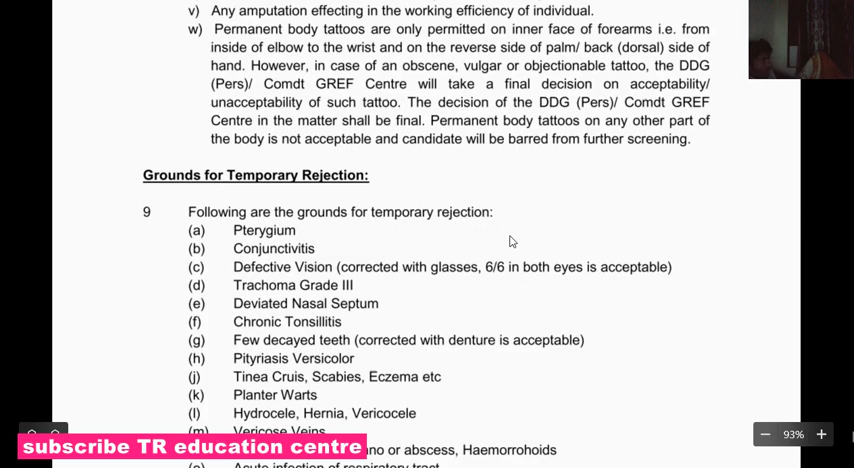 v) Any amputation effecting in the working efficiency of individual.
w) Permanent body tattoos are only permitted on inner face of forearms i.e. from
inside of elbow to the wrist and on the reverse side of palm/ back (dorsal) side of
hand. However, in case of an obscene, vulgar or objectionable tattoo, the DDG
(Pers)/ Comdt GREF Centre will take a final decision on acceptability/
unacceptability of such tattoo. The decision of the DDG (Pers)/ Comdt GREF
Centre in the matter shall be final. Permanent body tattoos on any other part of
the body is not acceptable and candidate will be barred from further screening.
Grounds for Temporary Rejection:
9 Following are the grounds for temporary rejection:
(a) Pterygium
(b) Conjunctivitis
(c) Defective Vision (corrected with glasses, 6/6 in both eyes is acceptable)
(d) Trachoma Grade III
(e) Deviated Nasal Septum
(f) Chronic Tonsillitis
(g) Few decayed teeth (corrected with denture is acceptable)
(h) Pityriasis Versicolor
(j) Tinea Cruis, Scabies, Eczema etc
(k) Planter Warts
(l) Hydrocele, Hernia, Vericocele
(m) Vericose Veins
or abscess, Haemorrohoids
Acute infection of respiratory tract
subscribe TR education centre
93%